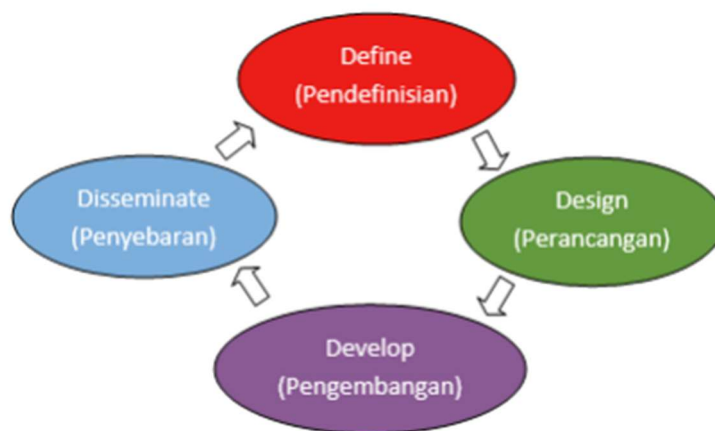 Define
(Pendefinisian)
Disseminate
(Penyebaran)
Design
(Perancangan)
Develop
(Pengembangan)